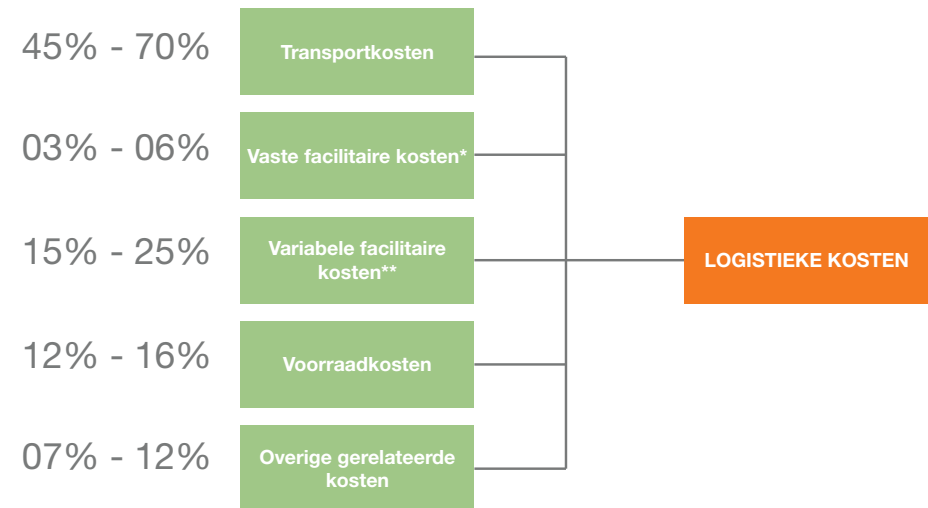 45% - 70%
Transportkosten
03% - 06%
Vaste facilitaire kosten*
15% - 25%
Variabele facilitaire
kosten**
LOGISTIEKE KOSTEN
12% - 16%
Voorraadkosten
07% - 12%
Overige gerelateerde
kosten